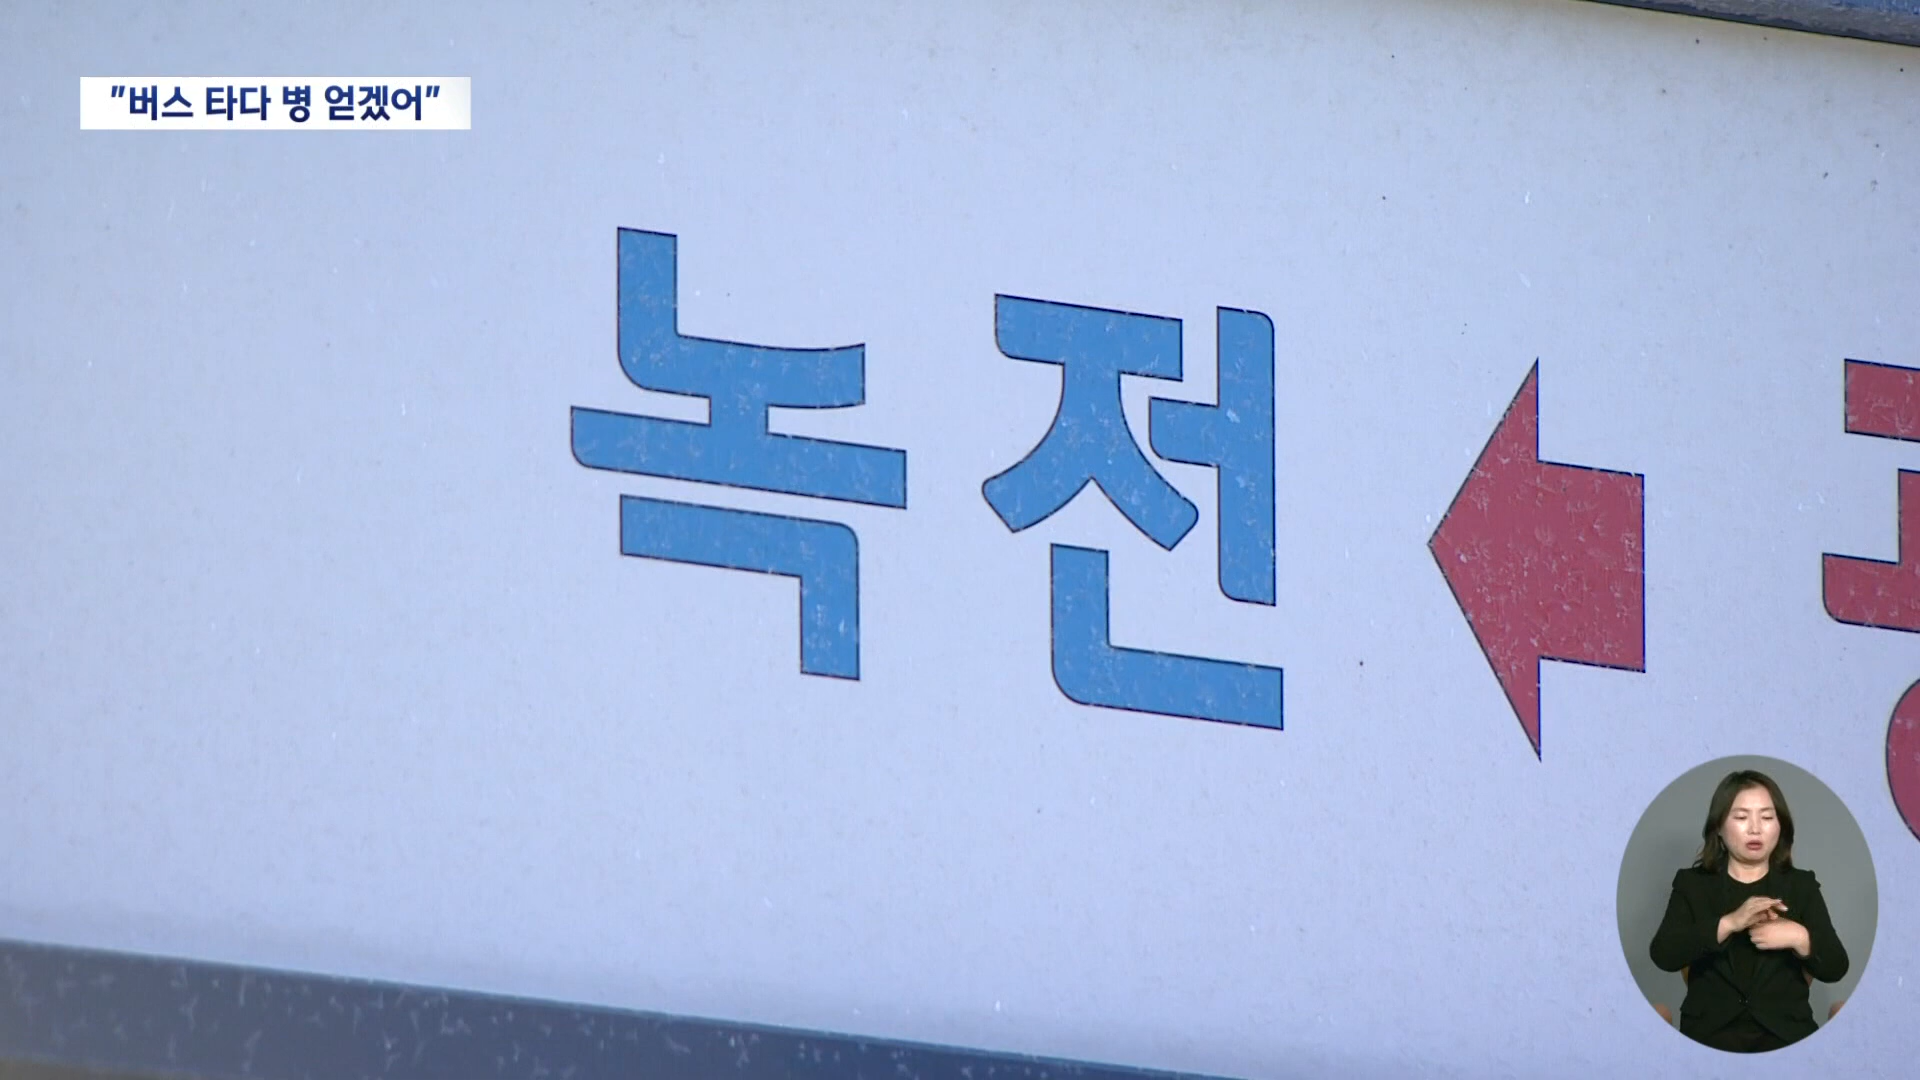 "버스 타다 병 얻겠어"
녹전